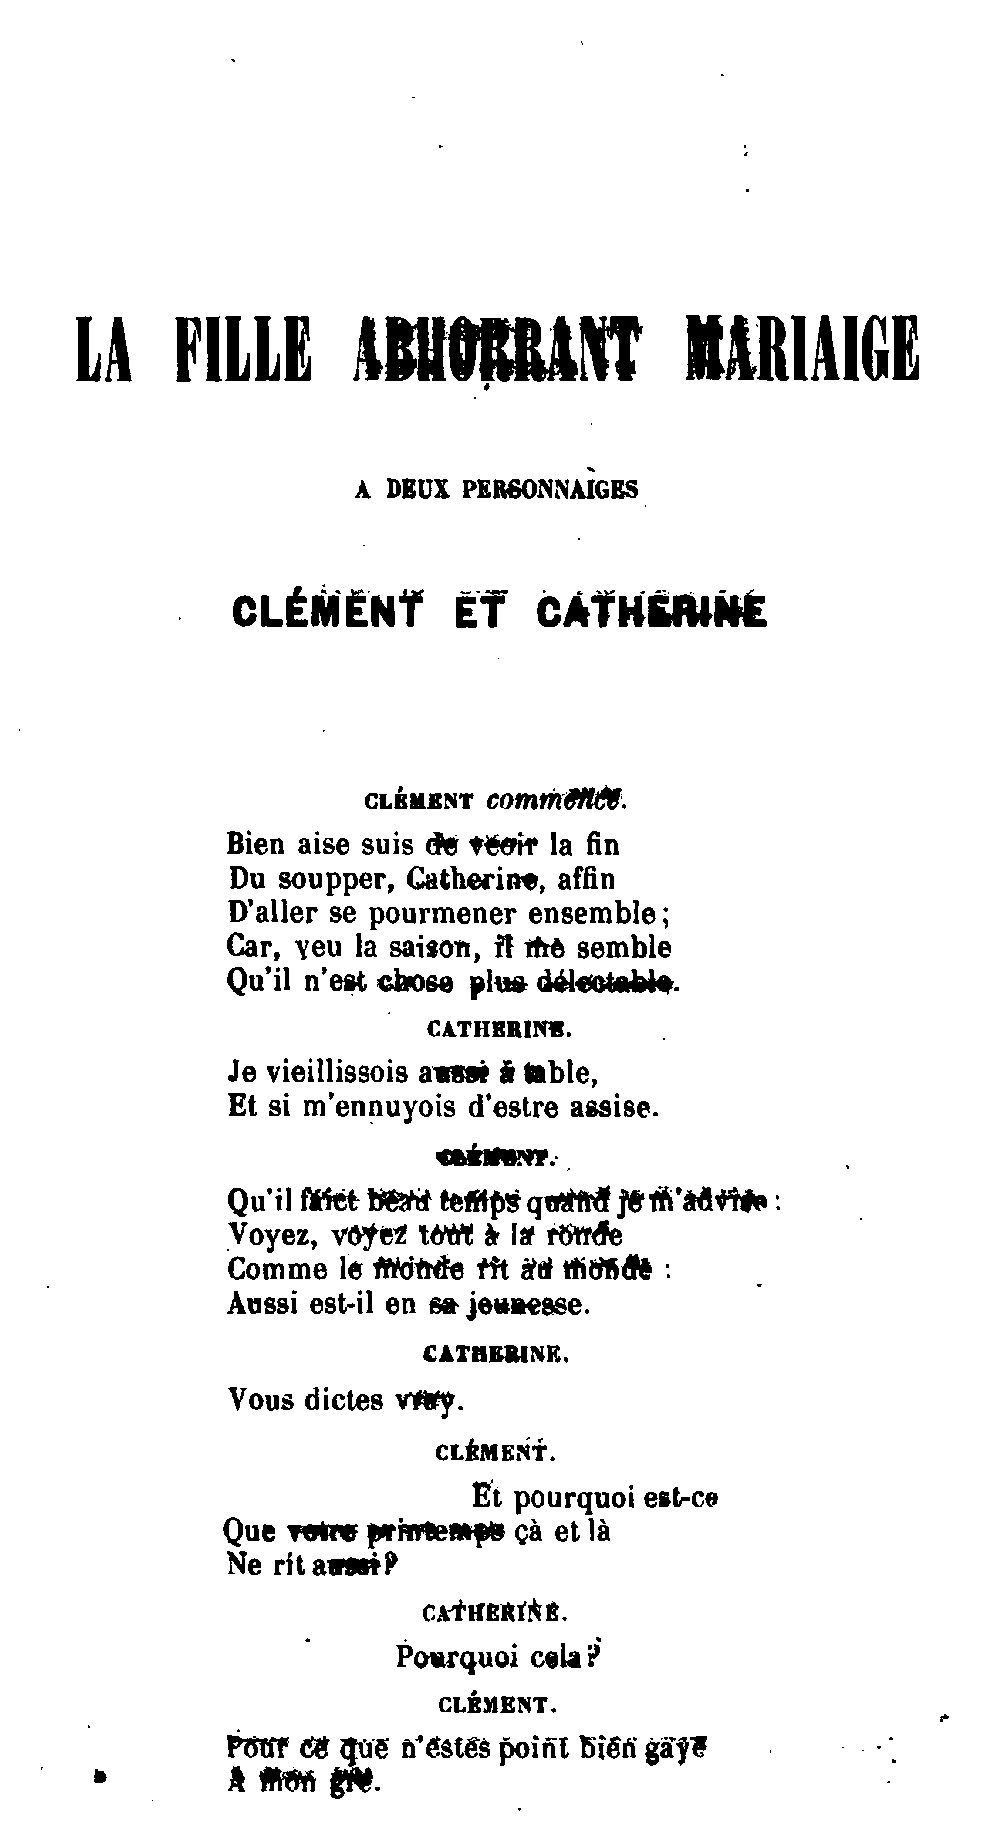 LA FILLE ABHORRANT MARIAIGE
A DEUX PERSONNAIGES
CLÉMENT ET CATHERINE
CLÉMENT commence.
Bien aise suis de veoir la fin
Du soupper, Catherine, affin
D'aller se pourmener ensemble;
Car, veu la saison, il me semble
Qu'il n'est chose plus délectable.
CATHERINE.
Je vieillissois aussi à table,
Et si m'ennuyois d'estre assise.
CLÉMENT.
Qu'il faict beau temps quand je m'advise :
Voyez, voyez tout à la ronde
Comme le monde rit au monde :
Aussi est-il en sa jeunesse.
CATHERINE.
Vous dictes vray.
CLÉMENT.
Et pourquoi est-ce
Que votre printemps çà et là
Ne rit aussi?
CATHERINE.
Pourquoi cela?
CLÉMENT.
Pour ce que n'estes point bien gaye
A mon gré.